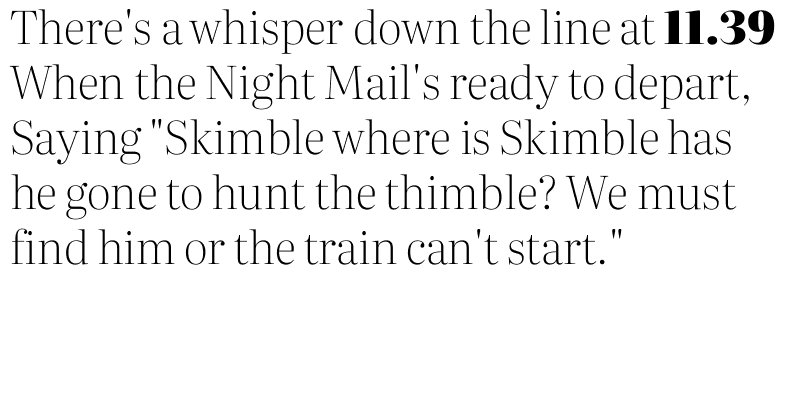 There's a whisper down the line at 11.39
When the Night Mail's ready to depart,
Saying "Skimble where is Skimble has
he gone to hunt the thimble? We must
find him or the train can't start."